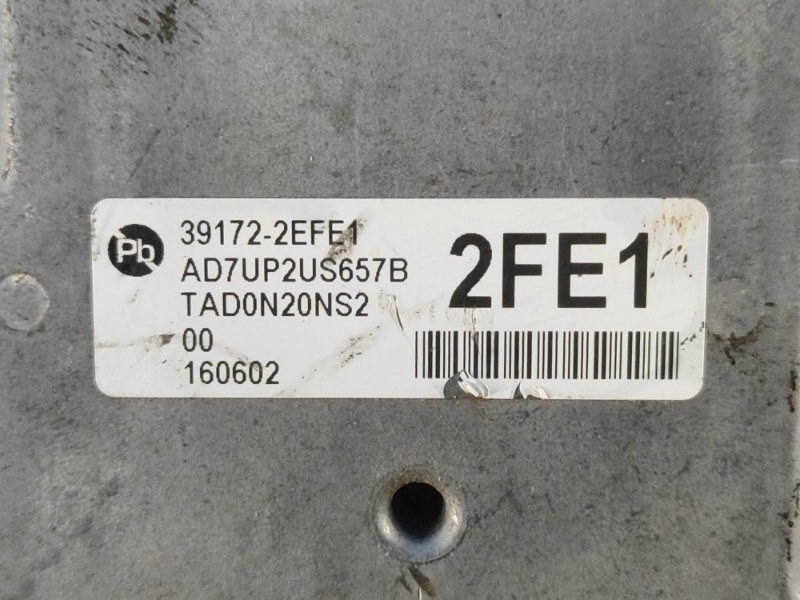 Pb
39172-2EFE1
AD7UP2US657B
TAD0N20NS2
00
160602
2FE1